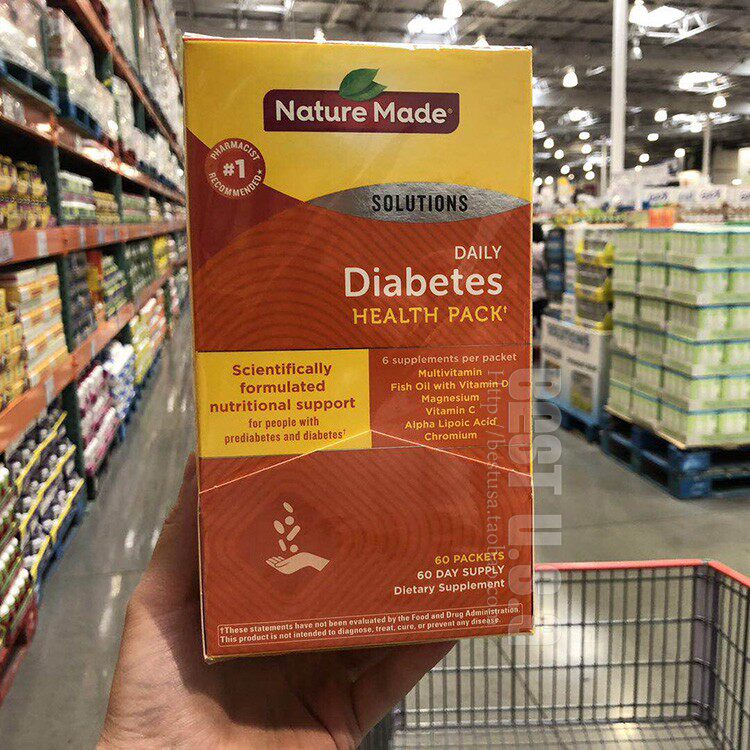 Nature Made®
PHARMACIST
#1
RECOMMENDED★
SOLUTIONS
DAILY
Diabetes
HEALTH PACK†
Scientifically
formulated
nutritional support
for people with
prediabetes and diabetes†
6 supplements per packet
Multivitamin
Fish Oil with Vitamin D
Magnesium
Vitamin C
Alpha Lipoic Acid
Chromium
60 PACKETS
60 DAY SUPPLY
Dietary Supplement
†These statements have not been evaluated by the Food and Drug Administration.
This product is not intended to diagnose, treat, cure, or prevent any disease.
BEST U.S.A